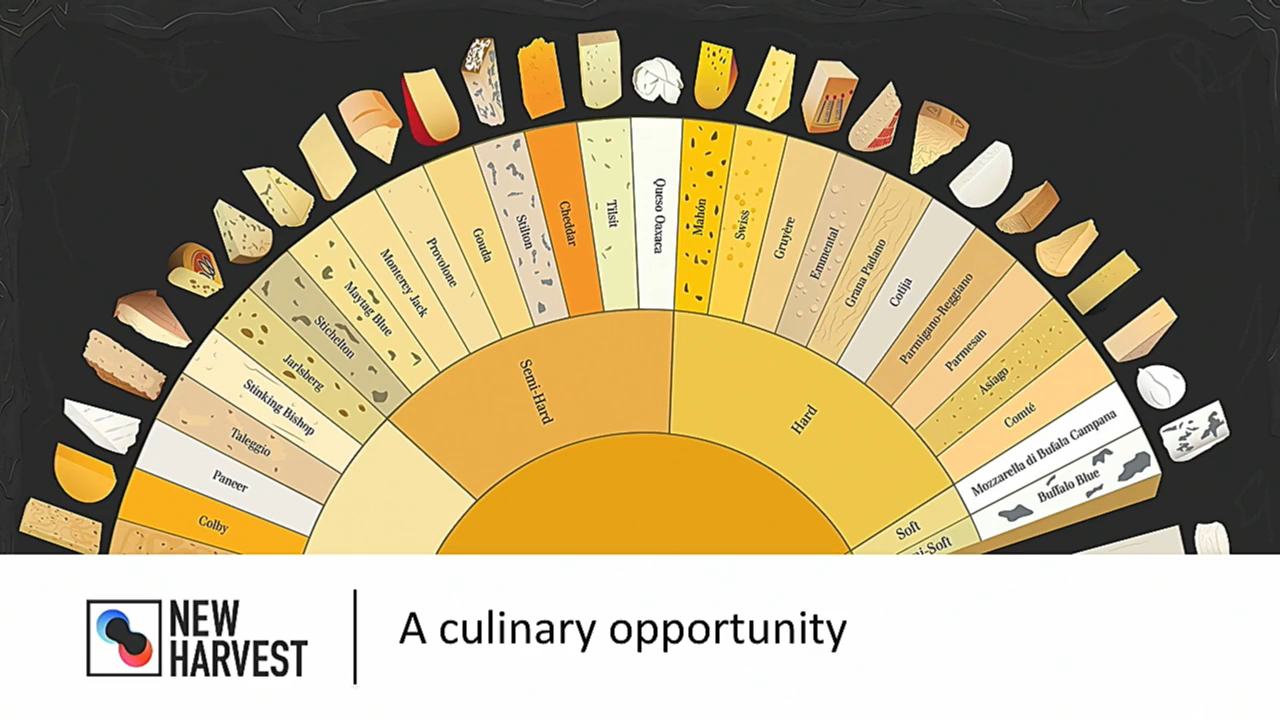 Colby
Paneer
Taleggio
Stinking Bishop
Jarlsberg
Stichelton
Maytag Blue
Monterey Jack
Provolone
Gouda
Stilton
Cheddar
Tilsit
Queso Oaxaca
Mahón
Swiss
Gruyère
Emmental
Grana Padano
Cotija
Parmigano-Reggiano
Parmesan
Asiago
Comté
Mozzarella di Bufala Campana
Buffalo Blue
Semi-Hard
Hard
Soft
mi-Soft
NEW
HARVEST
A culinary opportunity